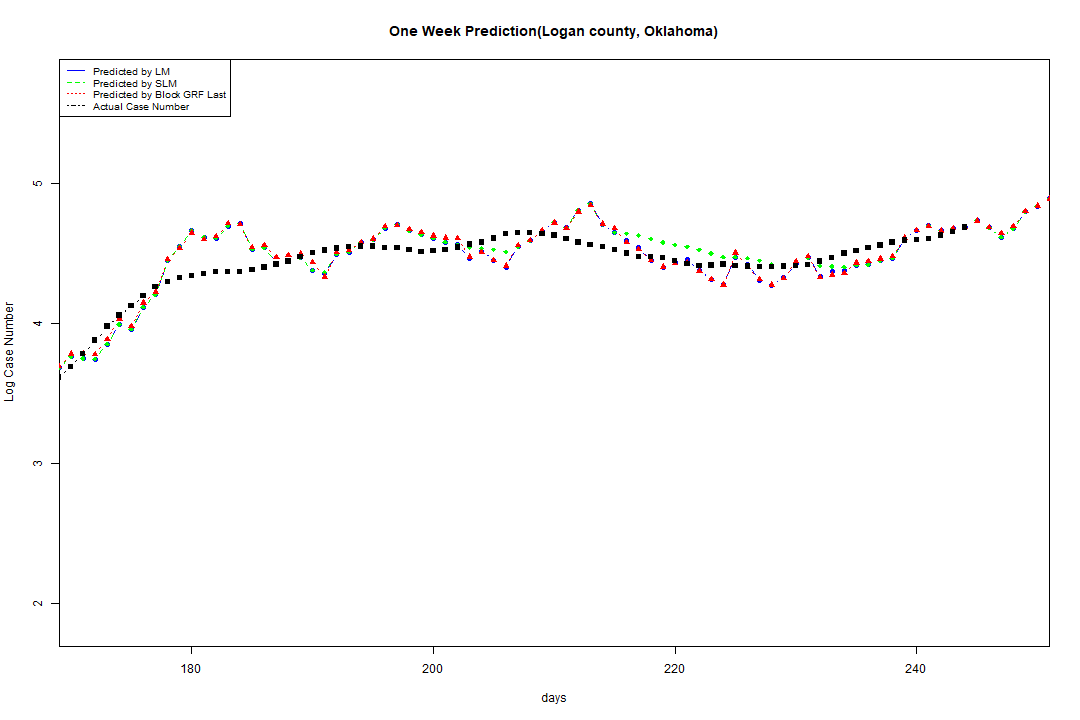 One Week Prediction(Logan county, Oklahoma)
Predicted by LM
Predicted by SLM
Predicted by Block GRF Last
Actual Case Number
5
4
3
2
Log Case Number
180
200
220
240
days